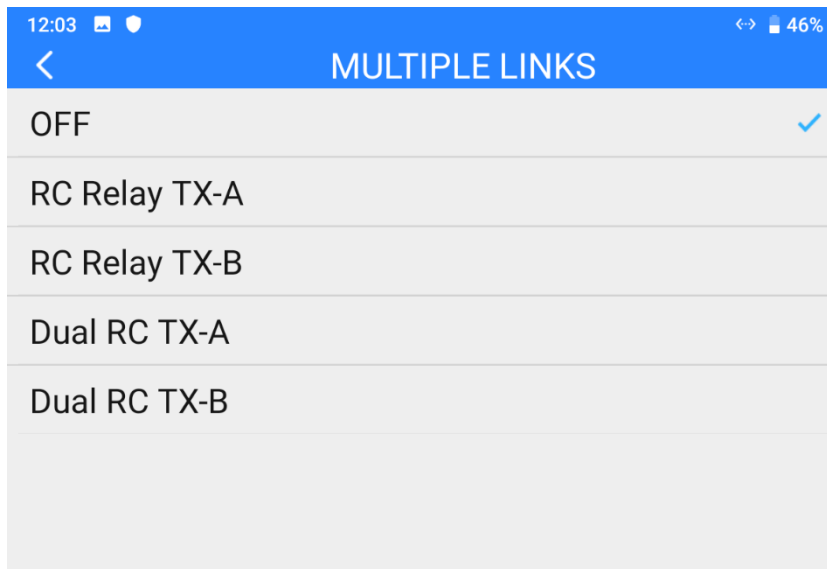 12:03 46%
MULTIPLE LINKS
OFF
RC Relay TX-A
RC Relay TX-B
Dual RC TX-A
Dual RC TX-B